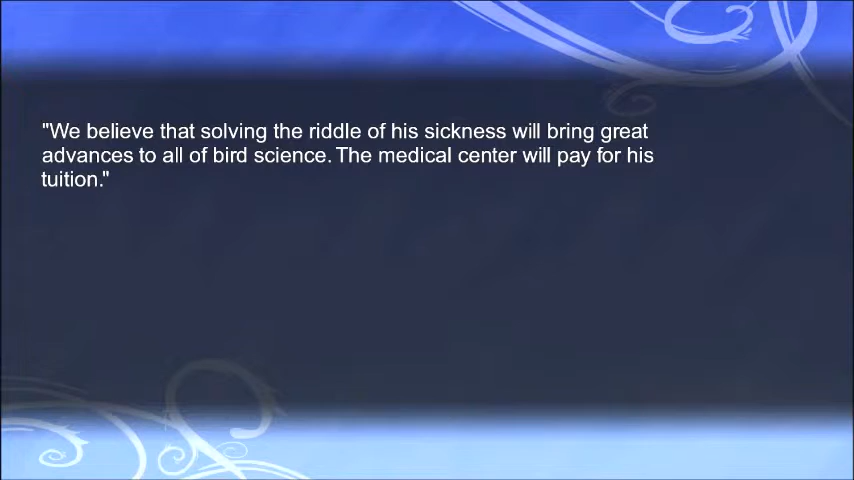 "We believe that solving the riddle of his sickness will bring great
advances to all of bird science. The medical center will pay for his
tuition."